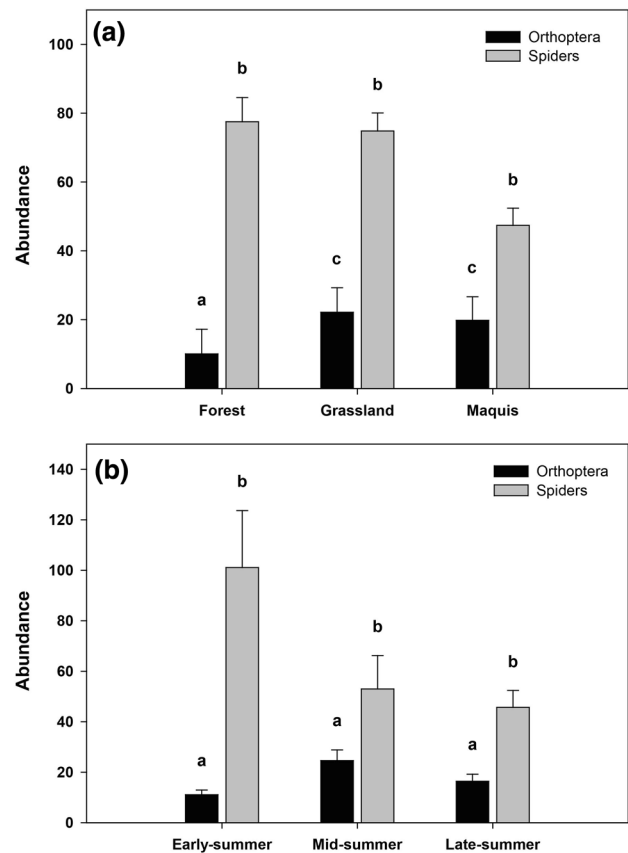 (a)
Orthoptera
Spiders
Abundance
100
80
60
40
20
0
a
b
c
b
c
b
Forest
Grassland
Maquis
(b)
Orthoptera
Spiders
Abundance
140
120
100
80
60
40
20
0
a
b
a
b
a
b
Early-summer
Mid-summer
Late-summer